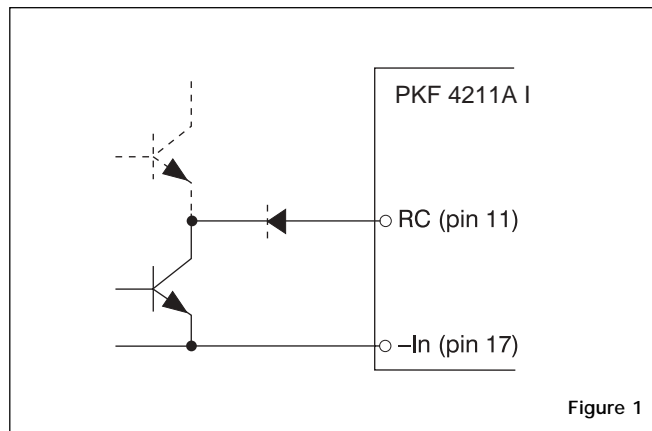 PKF 4211A I
RC (pin 11)
–In (pin 17)
Figure 1